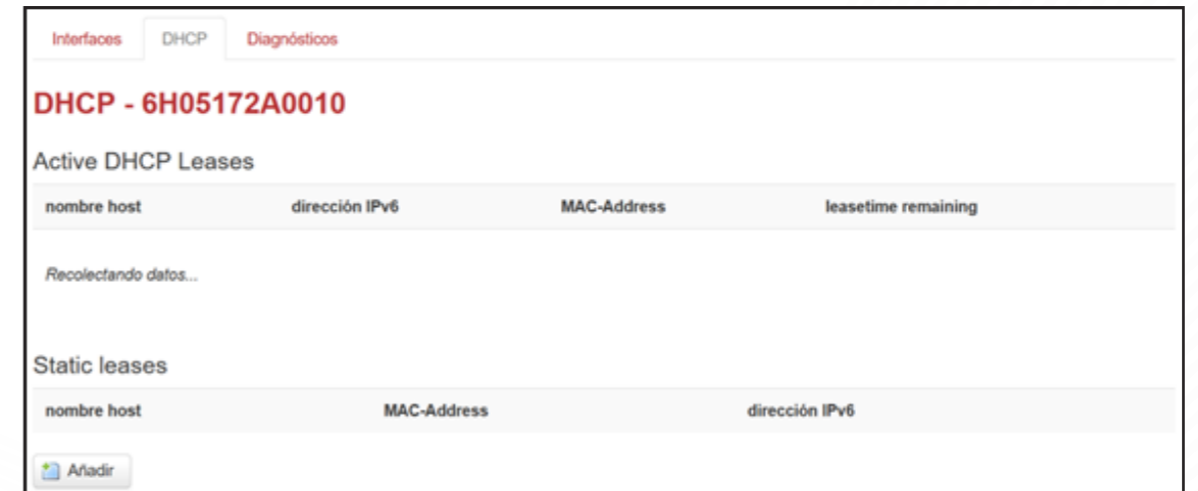 Interfaces DHCP Diagnósticos
DHCP - 6H05172A0010
Active DHCP Leases
nombre host dirección IPv6 MAC-Address leasetime remaining
Recolectando datos...
Static leases
nombre host MAC-Address dirección IPv6
Añadir